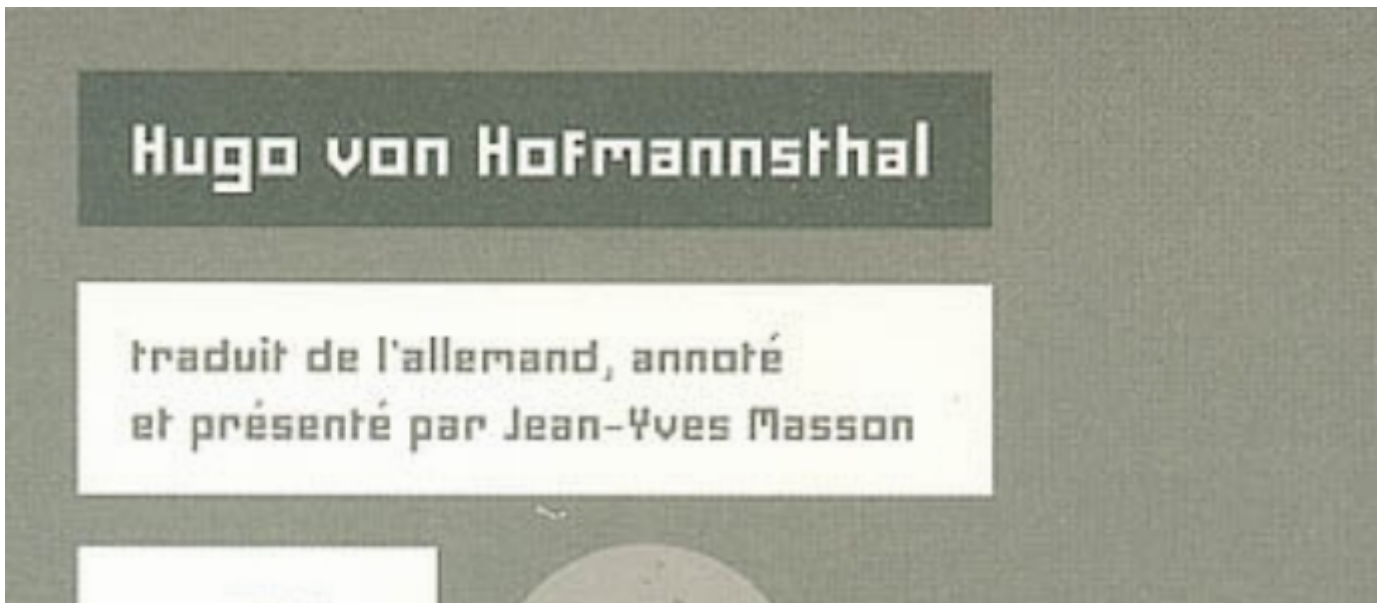 Hugo von Hofmannsthal
traduit de l'allemand, annoté
et présenté par Jean-Yves Masson